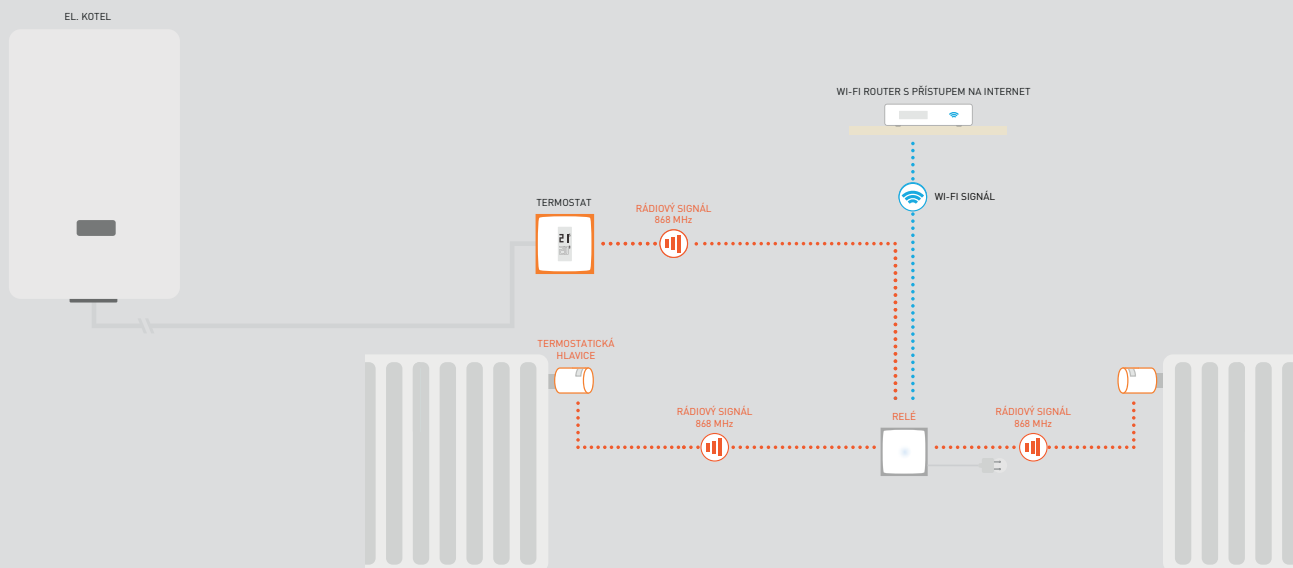 EL. KOTEL
WI-FI ROUTER S PŘÍSTUPEM NA INTERNET
WI-FI SIGNÁL
TERMOSTAT
RÁDIOVÝ SIGNÁL
868 MHz
21
TERMOSTATICKÁ
HLAVICE
RÁDIOVÝ SIGNÁL
868 MHz
RELÉ
RÁDIOVÝ SIGNÁL
868 MHz